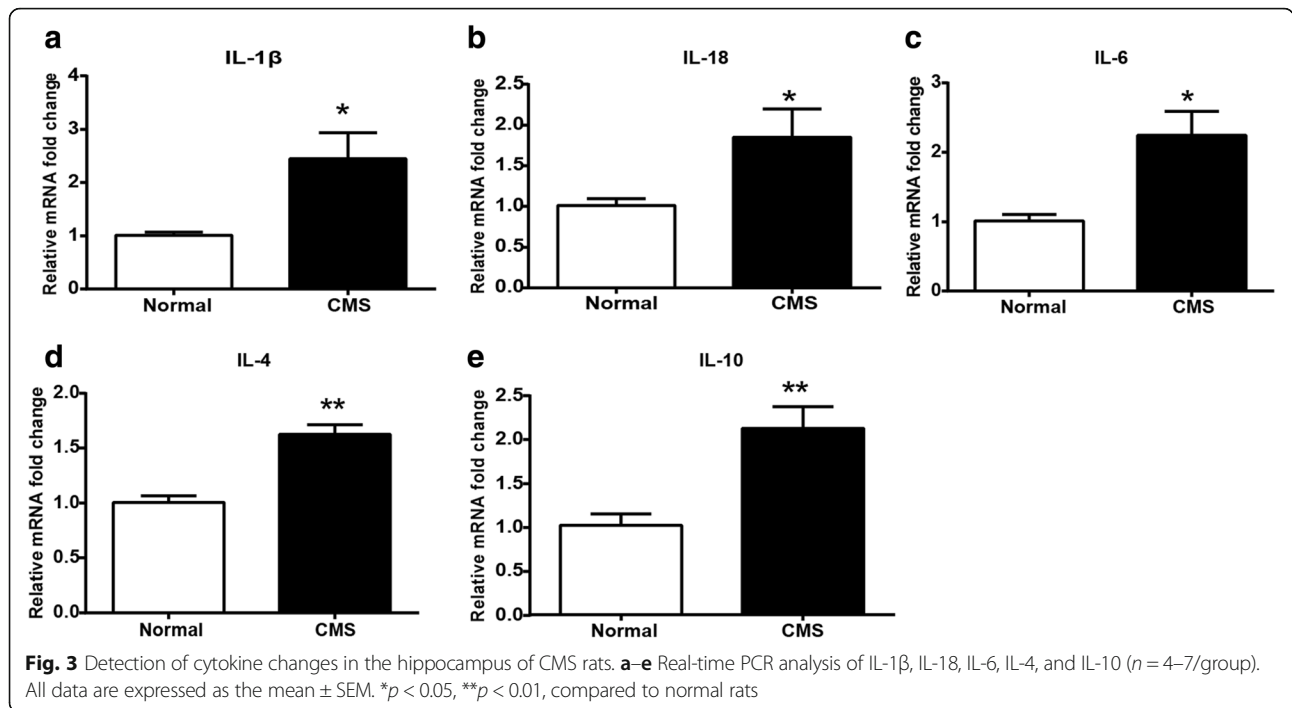 a
IL-1β
Relative mRNA fold change
4
3
2
1
0
*
Normal
CMS
b
IL-18
Relative mRNA fold change
2.5
2.0
1.5
1.0
0.5
0.0
*
Normal
CMS
c
IL-6
Relative mRNA fold change
3
2
1
0
*
Normal
CMS
d
IL-4
Relative mRNA fold change
2.0
1.5
1.0
0.5
0.0
**
Normal
CMS
e
IL-10
Relative mRNA fold change
2.5
2.0
1.5
1.0
0.5
0.0
**
Normal
CMS
Fig. 3 Detection of cytokine changes in the hippocampus of CMS rats. a–e Real-time PCR analysis of IL-1β, IL-18, IL-6, IL-4, and IL-10 (n = 4–7/group).
All data are expressed as the mean ± SEM. *p < 0.05, **p < 0.01, compared to normal rats